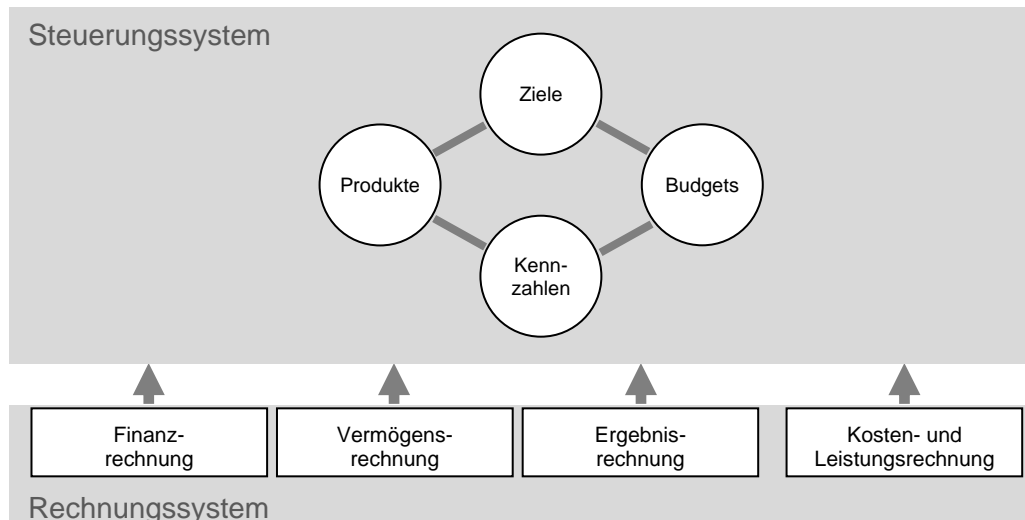 Steuerungssystem
Ziele
Produkte
Budgets
Kenn-
zahlen
Finanz-
rechnung
Vermögens-
rechnung
Ergebnis-
rechnung
Kosten- und
Leistungsrechnung
Rechnungssystem